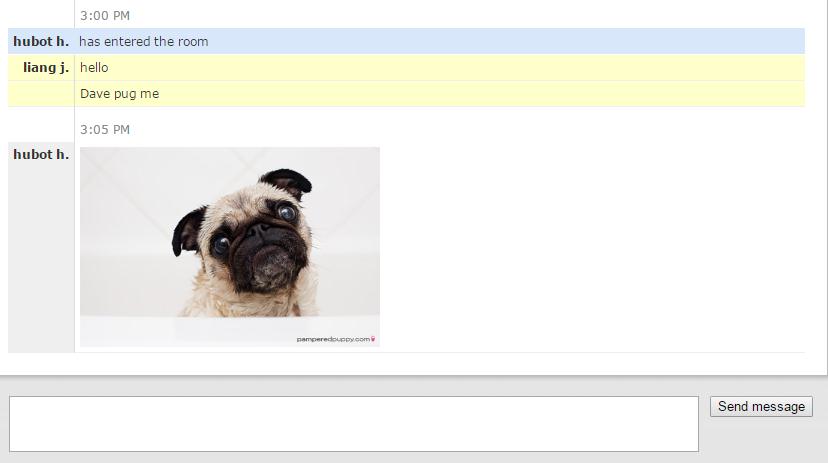 3:00 PM
hubot h. has entered the room
liang j. hello
Dave pug me
3:05 PM
hubot h.
pamperedpuppy.com
Send message